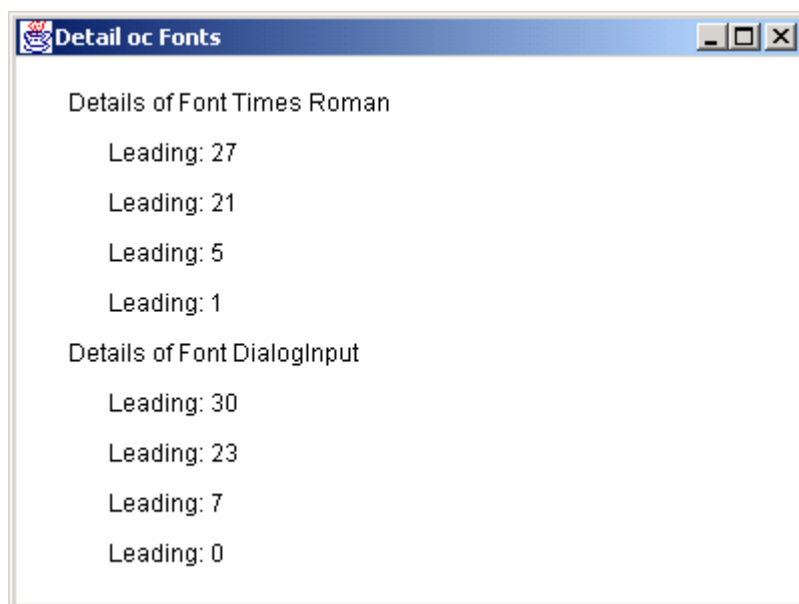 Detail oc Fonts
Details of Font Times Roman
Leading: 27
Leading: 21
Leading: 5
Leading: 1
Details of Font DialogInput
Leading: 30
Leading: 23
Leading: 7
Leading: 0